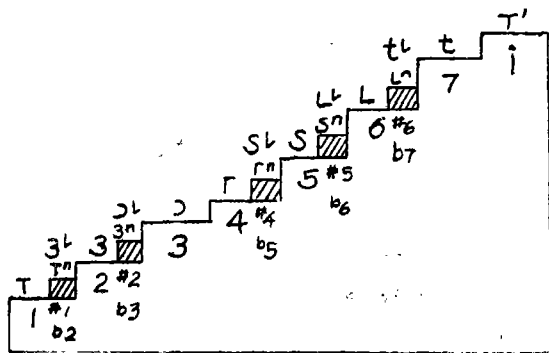 T'
tᴸ t
i
7
Lᴸ L Lⁿ
6 #6
b7
Sᴸ S Sⁿ
5 #5
b6
r rⁿ
4 #4
b5
Ɔᴸ Ɔ
3
3ᴸ 3 3ⁿ
2 #2
b3
T Tⁿ
1 #1
b2